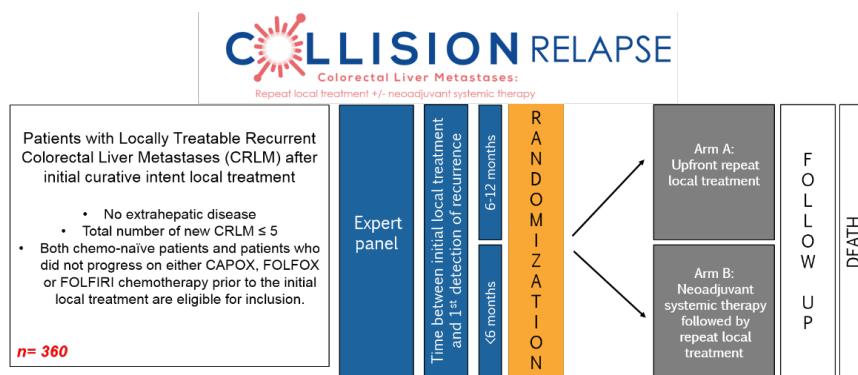 COLLISION RELAPSE
Colorectal Liver Metastases:
Repeat local treatment +/- neoadjuvant systemic therapy
Patients with Locally Treatable Recurrent
Colorectal Liver Metastases (CRLM) after
initial curative intent local treatment
• No extrahepatic disease
• Total number of new CRLM ≤ 5
• Both chemo-naïve patients and patients who
did not progress on either CAPOX, FOLFOX
or FOLFIRI chemotherapy prior to the initial
local treatment are eligible for inclusion.
n= 360
Expert
panel
Time between initial local treatment
and 1st detection of recurrence
6-12 months
<6 months
RANDOMIZATION
Arm A:
Upfront repeat
local treatment
Arm B:
Neoadjuvant
systemic therapy
followed by
repeat local
treatment
FOLLOW UP
DEATH